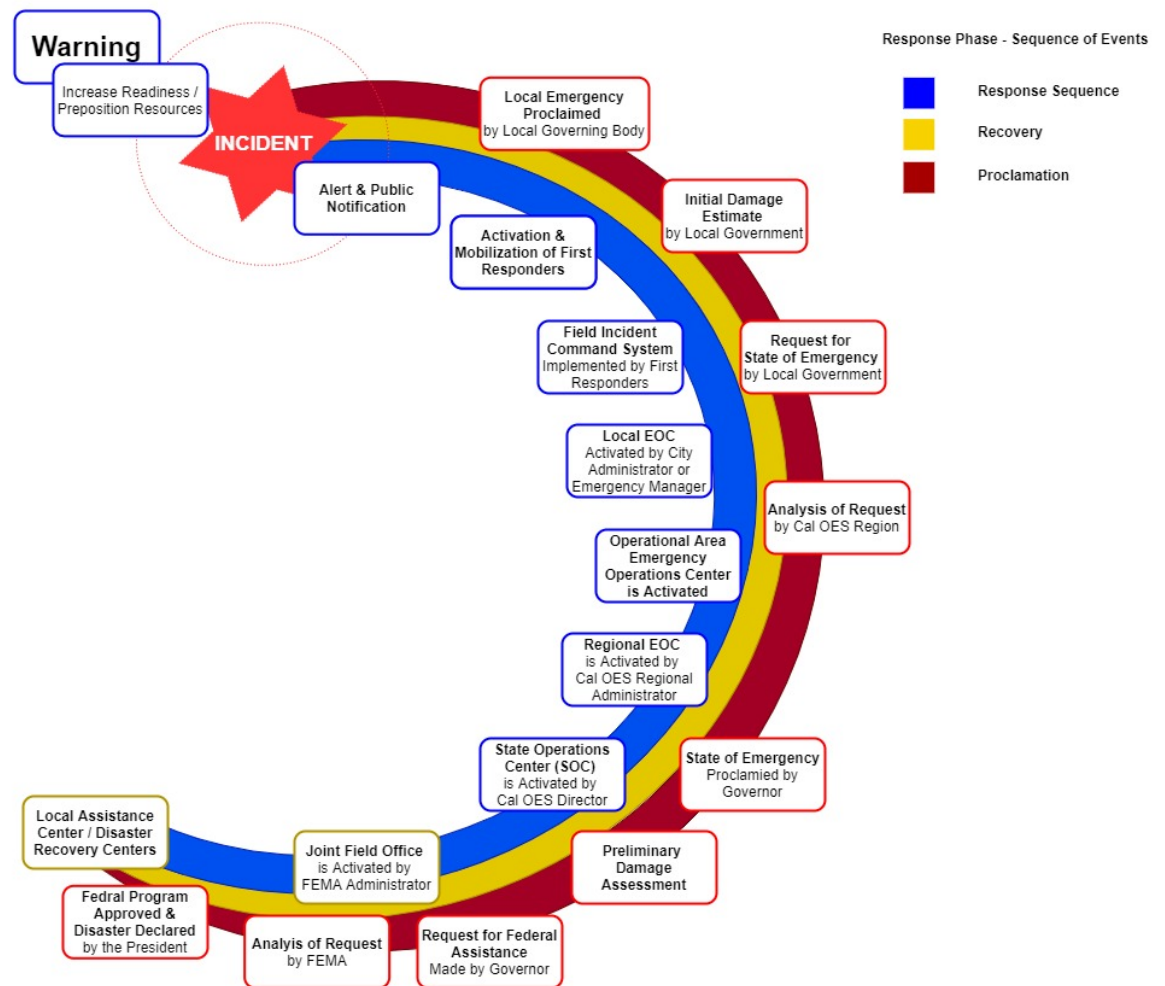 Warning
Increase Readiness /
Preposition Resources
INCIDENT
Alert & Public
Notification
Activation &
Mobilization of First
Responders
Field Incident
Command System
Implemented by First
Responders
Local EOC
Activated by City
Administrator or
Emergency Manager
Operational Area
Emergency
Operations Center
is Activated
Regional EOC
is Activated by
Cal OES Regional
Administrator
State Operations
Center (SOC)
is Activated by
Cal OES Director
Joint Field Office
is Activated by
FEMA Administrator
Local Assistance
Center / Disaster
Recovery Centers
Local Emergency
Proclaimed
by Local Governing Body
Initial Damage
Estimate
by Local Government
Request for
State of Emergency
by Local Government
Analysis of Request
by Cal OES Region
State of Emergency
Proclamied by
Governor
Preliminary
Damage
Assessment
Request for Federal
Assistance
Made by Governor
Analyis of Request
by FEMA
Fedral Program
Approved &
Disaster Declared
by the President
Response Phase - Sequence of Events
Response Sequence
Recovery
Proclamation